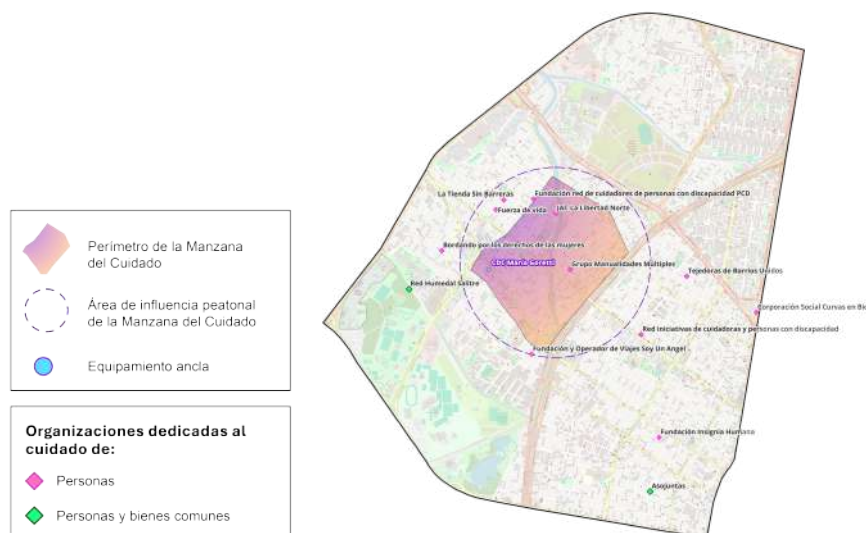 La Tienda Sin Barreras
Fundación red de cuidadores de personas con discapacidad PCD
Fuerza de vida
JAC La Libertad Norte
Bordando por los derechos de las mujeres
CDC María Goretti
Grupo Manualidades Múltiples
Tejedoras de Barrios Unidos
Red Humedal Salitre
Corporación Social Curvas en Bi
Red Iniciativas de cuidadoras y personas con discapacidad
Fundación y Operador de Viajes Soy Un Angel
Fundación Insignia Humana
Asojuntas
Perímetro de la Manzana
del Cuidado
Área de influencia peatonal
de la Manzana del Cuidado
Equipamiento ancla
Organizaciones dedicadas al
cuidado de:
Personas
Personas y bienes comunes